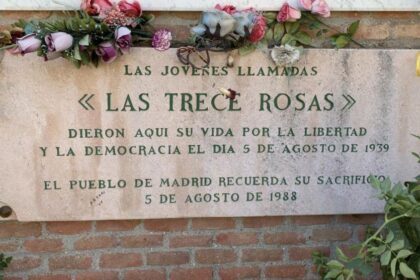 LAS JOVENES LLAMADAS
« LAS TRECE ROSAS »
DIERON AQUI SU VIDA POR LA LIBERTAD
Y LA DEMOCRACIA EL DIA 5 DE AGOSTO DE 1939
EL PUEBLO DE MADRID RECUERDA SU SACRIFICIO
5 DE AGOSTO DE 1988